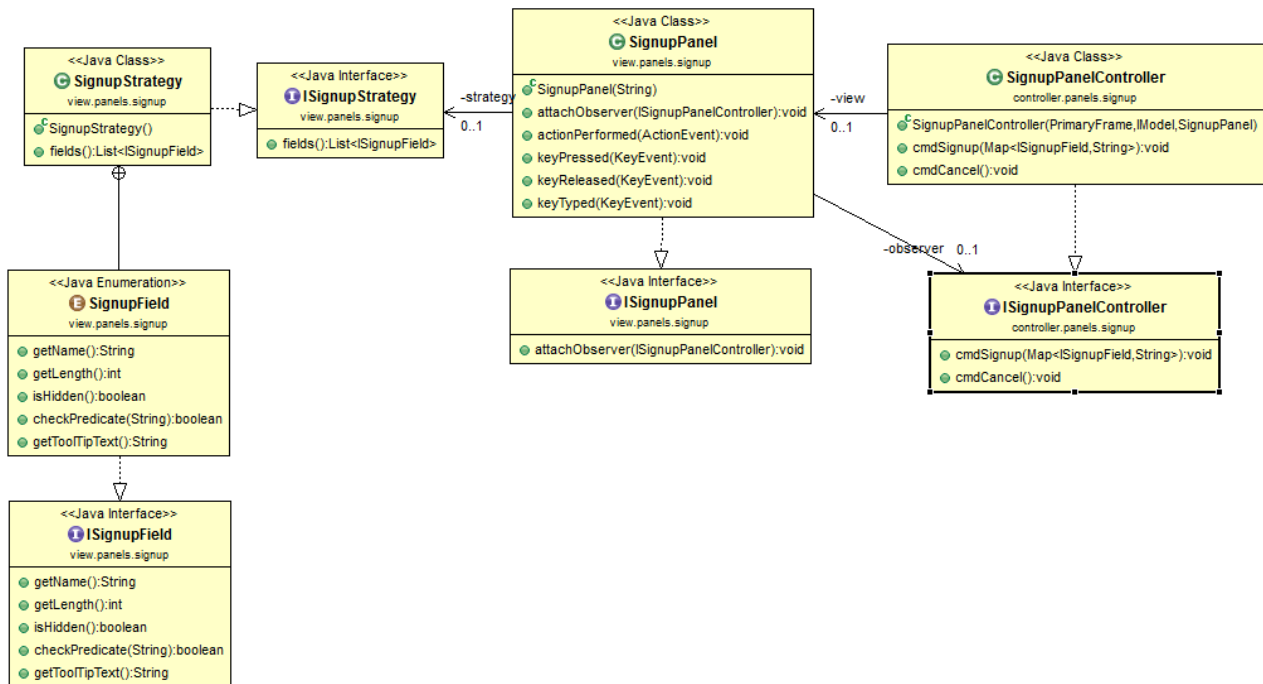 <<Java Class>>
SignupStrategy
view.panels.signup
SignupStrategy()
fields():List<ISignupField>
<<Java Interface>>
ISignupStrategy
view.panels.signup
fields():List<ISignupField>
-strategy
0..1
<<Java Class>>
SignupPanel
view.panels.signup
SignupPanel(String)
attachObserver(ISignupPanelController):void
actionPerformed(ActionEvent):void
keyPressed(KeyEvent):void
keyReleased(KeyEvent):void
keyTyped(KeyEvent):void
-view
0..1
<<Java Class>>
SignupPanelController
controller.panels.signup
SignupPanelController(PrimaryFrame,IModel,SignupPanel)
cmdSignup(Map<ISignupField,String>):void
cmdCancel():void
-observer
0..1
<<Java Enumeration>>
SignupField
view.panels.signup
getName():String
getLength():int
isHidden():boolean
checkPredicate(String):boolean
getToolTipText():String
<<Java Interface>>
ISignupPanel
view.panels.signup
attachObserver(ISignupPanelController):void
<<Java Interface>>
ISignupPanelController
controller.panels.signup
cmdSignup(Map<ISignupField,String>):void
cmdCancel():void
<<Java Interface>>
ISignupField
view.panels.signup
getName():String
getLength():int
isHidden():boolean
checkPredicate(String):boolean
getToolTipText():String